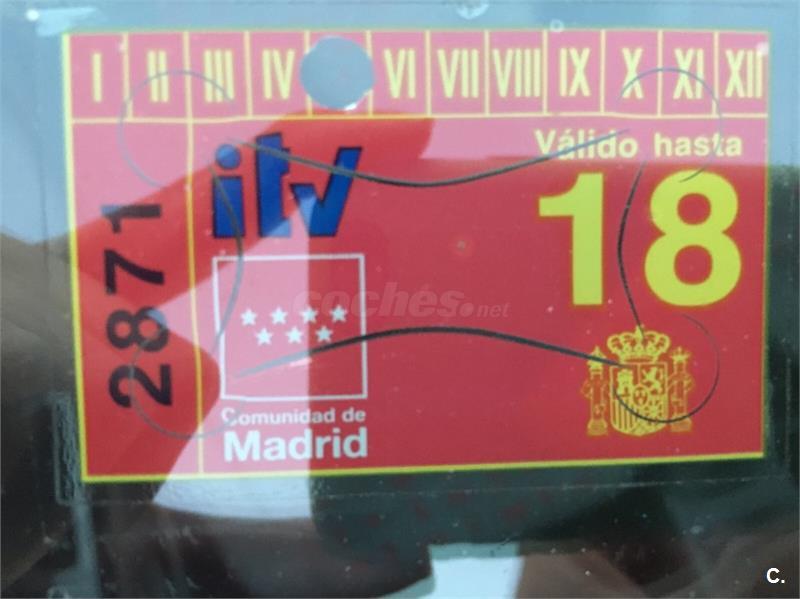 I II III IV VI VII VIII IX X XI XII
itv
Válido hasta
18
2871
coches.net
Comunidad de
Madrid
C.